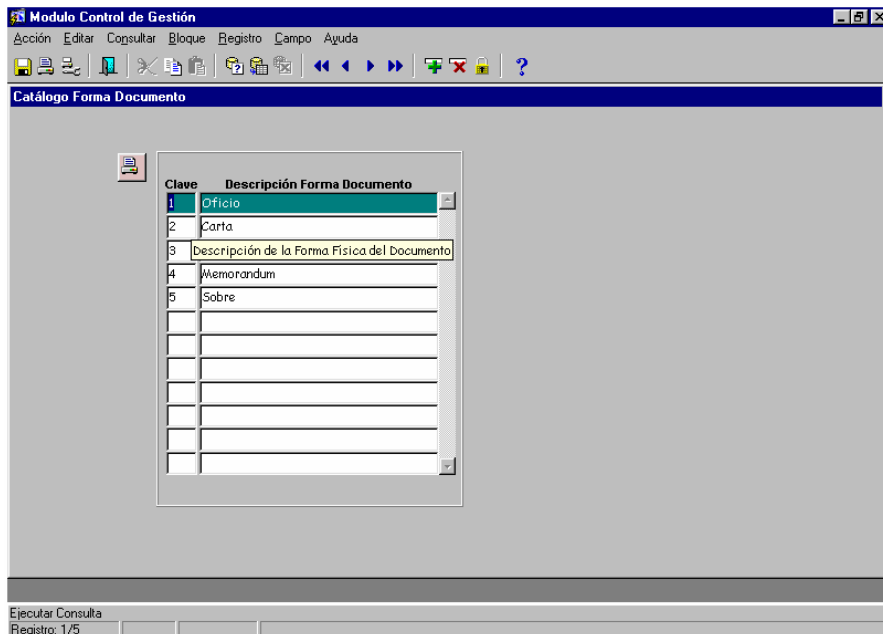 Modulo Control de Gestión
Acción Editar Consultar Bloque Registro Campo Ayuda
?
Catálogo Forma Documento
Clave Descripción Forma Documento
1 Oficio
2 Carta
3 Descripción de la Forma Física del Documento
4 Memorandum
5 Sobre
Ejecutar Consulta
Registro: 1/5